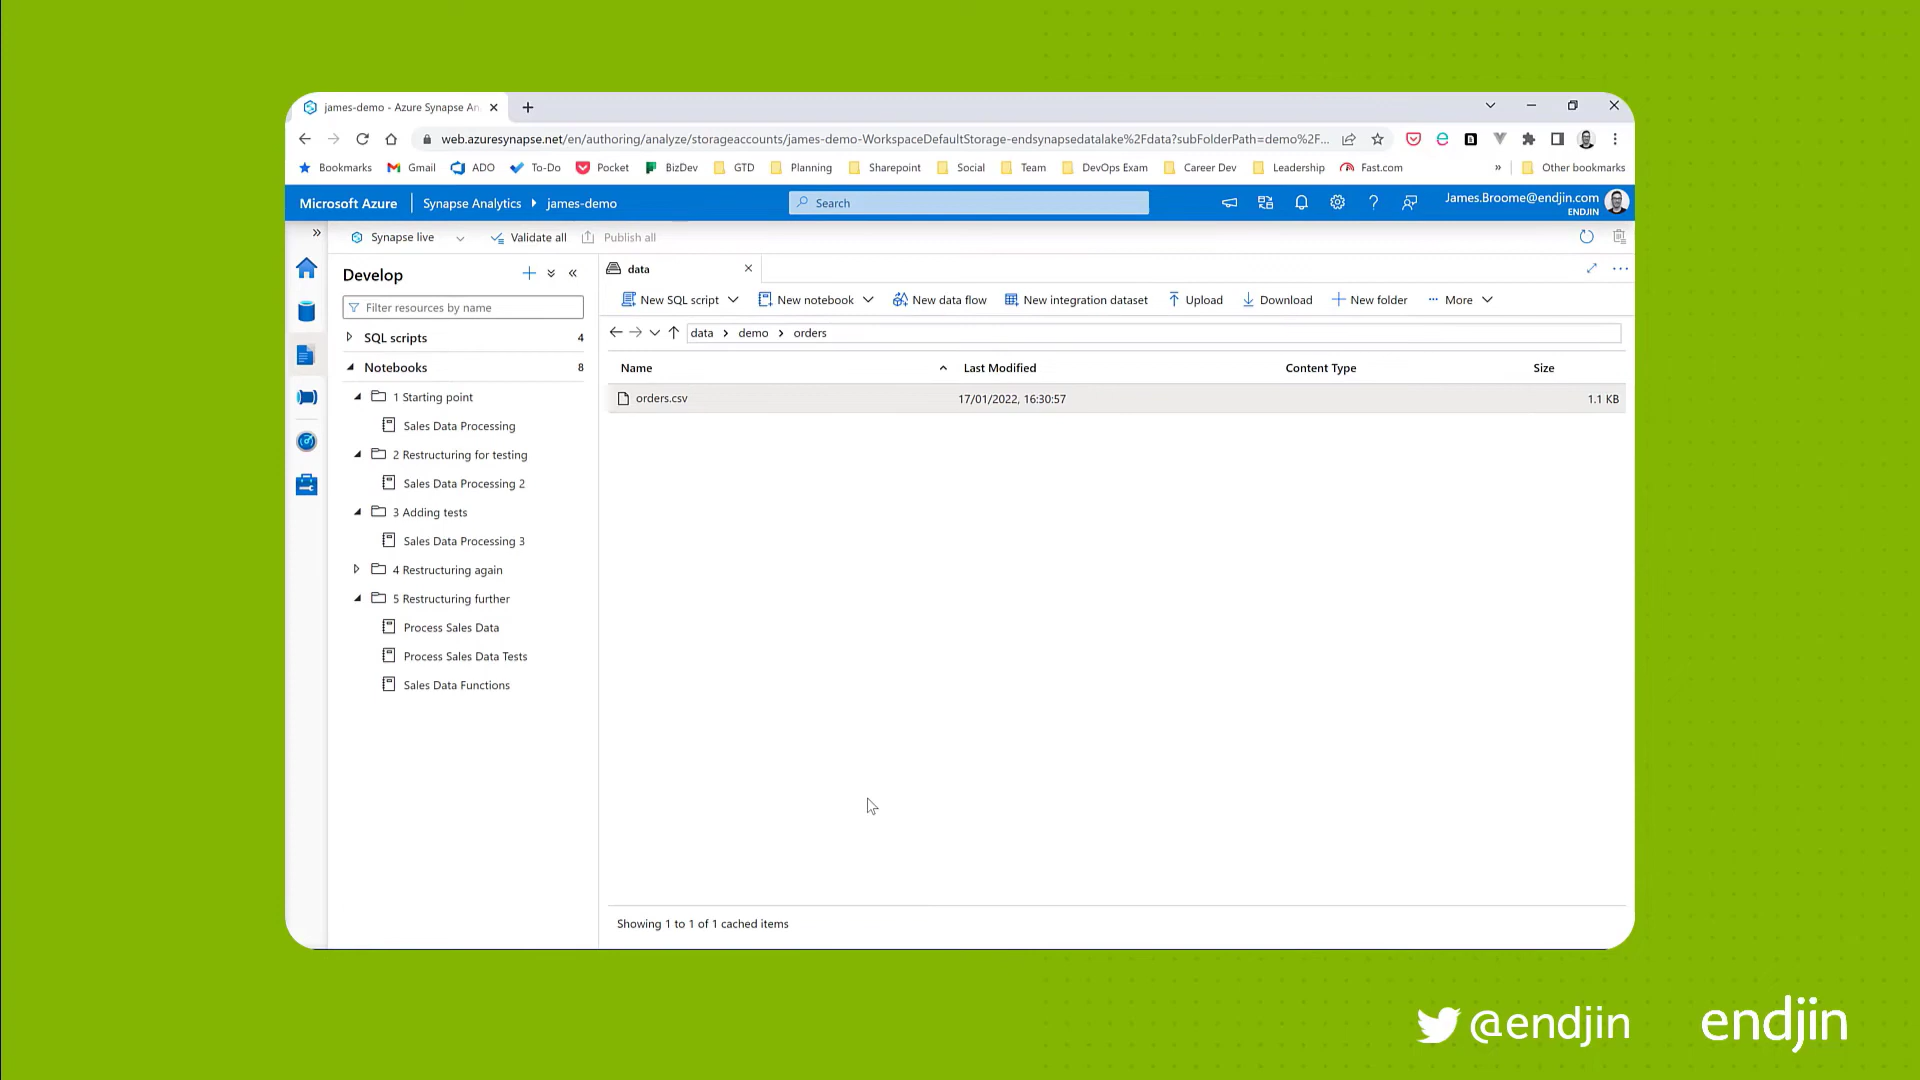 james-demo - Azure Synapse An
web.azuresynapse.net/en/authoring/analyze/storageaccounts/james-demo-WorkspaceDefaultStorage-endsynapsedatalake%2Fdata?subFolderPath=demo%2F...
Bookmarks Gmail ADO To-Do Pocket BizDev GTD Planning Sharepoint Social Team DevOps Exam Career Dev Leadership Fast.com » Other bookmarks
Microsoft Azure Synapse Analytics james-demo Search James.Broome@endjin.com
ENDJIN
Synapse live Validate all Publish all
Develop
data
Filter resources by name
New SQL script New notebook New data flow New integration dataset Upload Download New folder ... More
SQL scripts 4
data > demo > orders
Notebooks 8
Name Last Modified Content Type Size
1 Starting point
orders.csv 17/01/2022, 16:30:57 1.1 KB
Sales Data Processing
2 Restructuring for testing
Sales Data Processing 2
3 Adding tests
Sales Data Processing 3
4 Restructuring again
5 Restructuring further
Process Sales Data
Process Sales Data Tests
Sales Data Functions
Showing 1 to 1 of 1 cached items
@endjin endjin